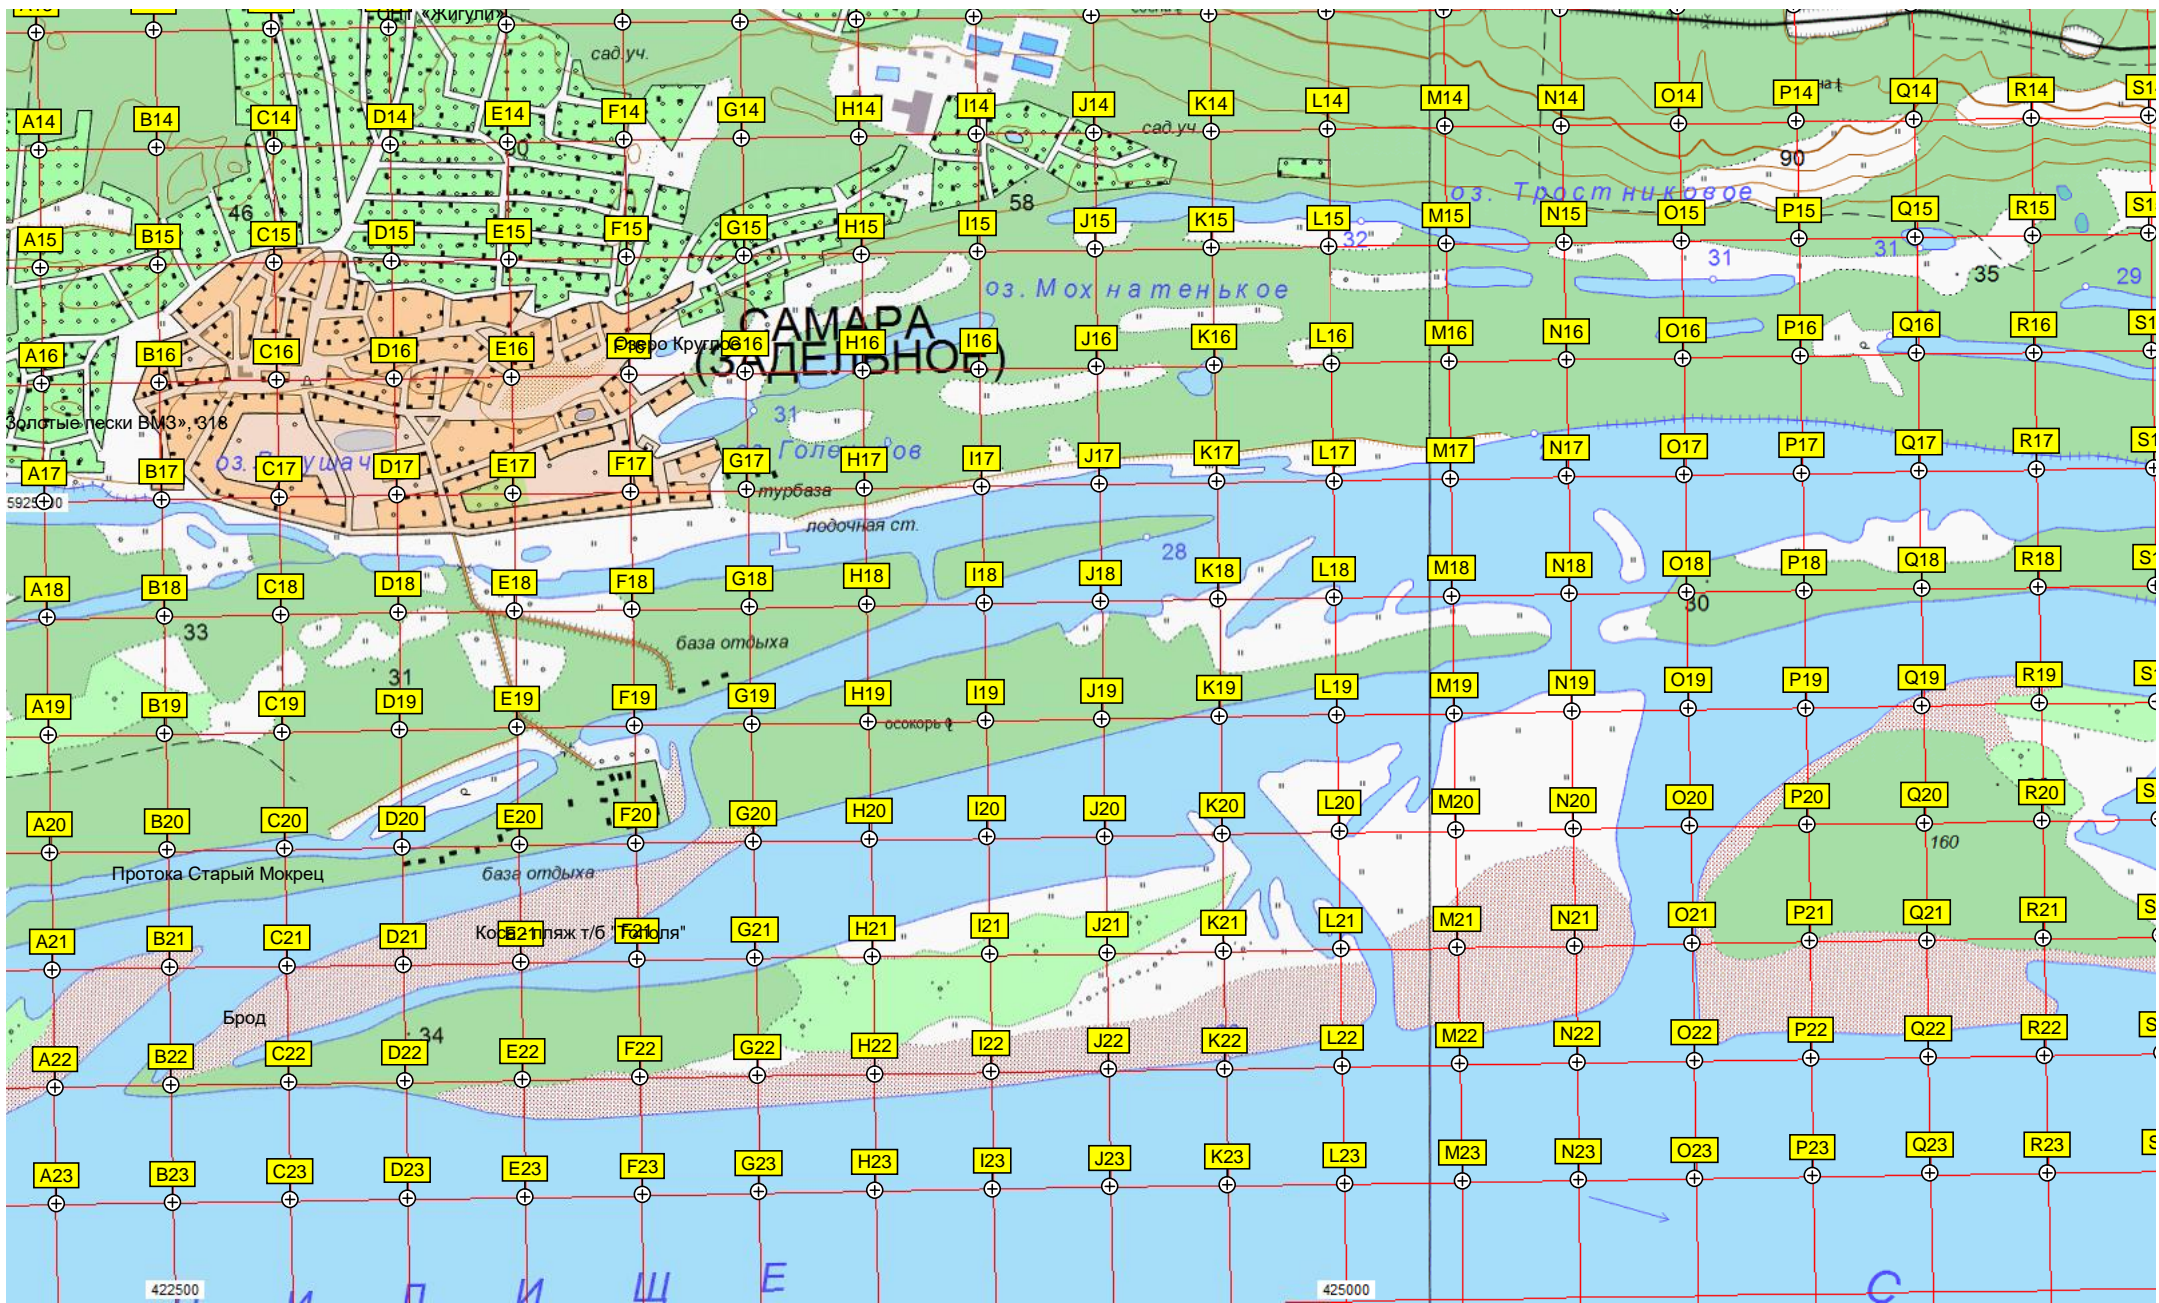 СНТ «Жигули»
сад.уч.
A14 B14 C14 D14 E14 F14 G14 H14 I14 J14 K14 L14 M14 N14 O14 P14 Q14 R14
сад.уч.
90
оз. Тростниковое
46
58
A15 B15 C15 D15 E15 F15 G15 H15 I15 J15 K15 L15 M15 N15 O15 P15 Q15 R15
32
31
31
35
29
оз. Мохнатенькое
САМАРА
(ЗАДЕЛЬНОЕ)
Озеро Круглое
A16 B16 C16 D16 E16 F16 G16 H16 I16 J16 K16 L16 M16 N16 O16 P16 Q16 R16
31
Золотые пески ВМЗ», 318
A17 B17 C17 D17 E17 F17 G17 H17 I17 J17 K17 L17 M17 N17 O17 P17 Q17 R17
турбаза
лодочная ст.
28
A18 B18 C18 D18 E18 F18 G18 H18 I18 J18 K18 L18 M18 N18 O18 P18 Q18 R18
30
33
база отдыха
31
A19 B19 C19 D19 E19 F19 G19 H19 I19 J19 K19 L19 M19 N19 O19 P19 Q19 R19
осокорь
A20 B20 C20 D20 E20 F20 G20 H20 I20 J20 K20 L20 M20 N20 O20 P20 Q20 R20
160
Протока Старый Мокрец
база отдыха
A21 B21 C21 D21 E21 F21 G21 H21 I21 J21 K21 L21 M21 N21 O21 P21 Q21 R21
Коса - пляж т/б "Тополя"
Брод
34
A22 B22 C22 D22 E22 F22 G22 H22 I22 J22 K22 L22 M22 N22 O22 P22 Q22 R22
A23 B23 C23 D23 E23 F23 G23 H23 I23 J23 K23 L23 M23 N23 O23 P23 Q23 R23
И Л И Щ Е
С
422500
425000